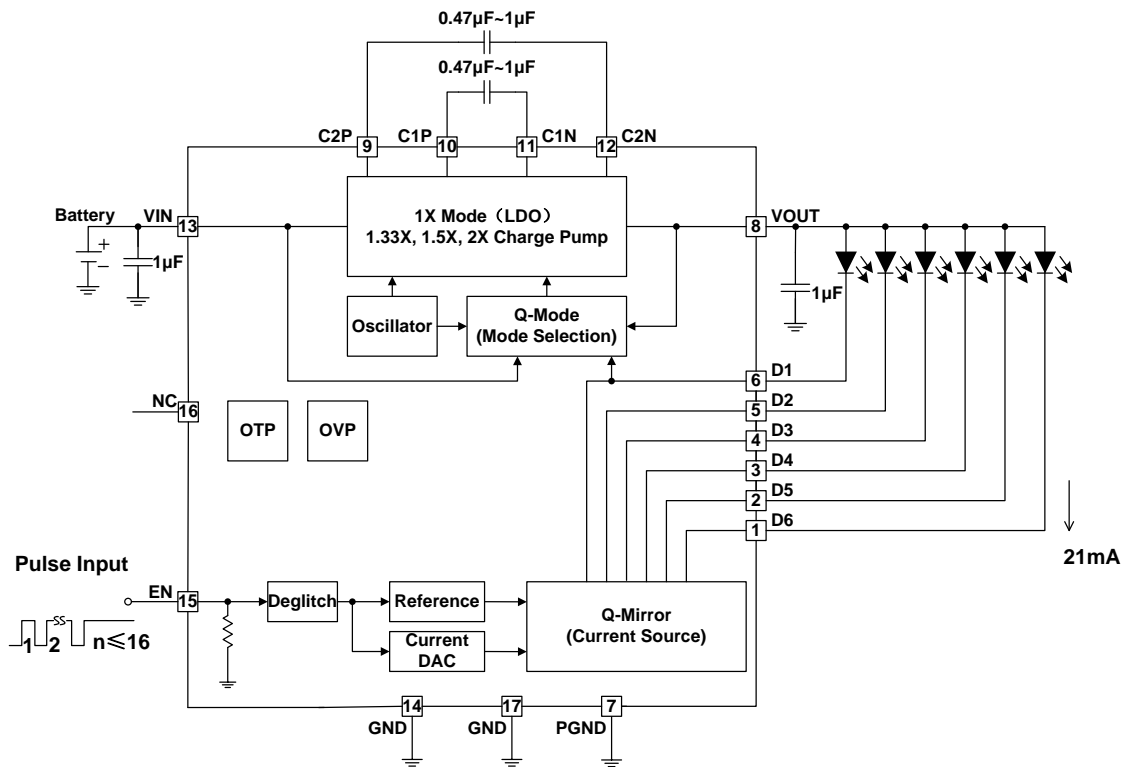 0.47µF~1µF
0.47µF~1µF
C2P
C1P
C1N
C2N
9
10
11
12
Battery
VIN
13
1X Mode（LDO）
1.33X, 1.5X, 2X Charge Pump
8
VOUT
+
−
1µF
1µF
Oscillator
Q-Mode
(Mode Selection)
D1
6
D2
5
NC
16
OTP
OVP
D3
4
D4
3
D5
2
D6
1
21mA
Pulse Input
EN
15
Deglitch
Reference
Q-Mirror
(Current Source)
1 2 n≤16
Current
DAC
14
17
7
GND
GND
PGND